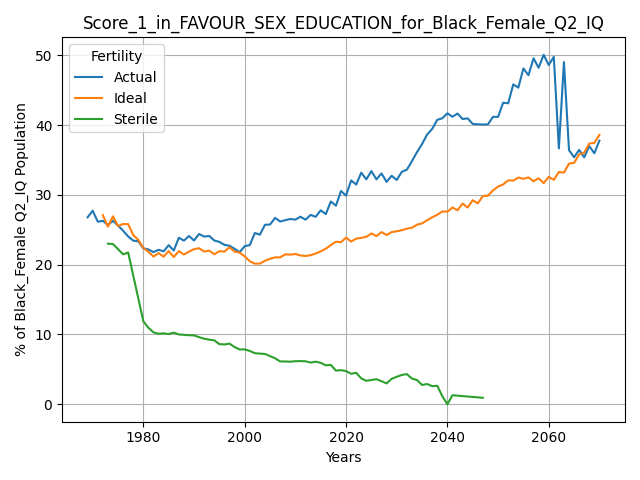 Score_1_in_FAVOUR_SEX_EDUCATION_for_Black_Female_Q2_IQ
Fertility
Actual
Ideal
Sterile
% of Black_Female Q2_IQ Population
50
40
30
20
10
0
1980
2000
2020
2040
2060
Years